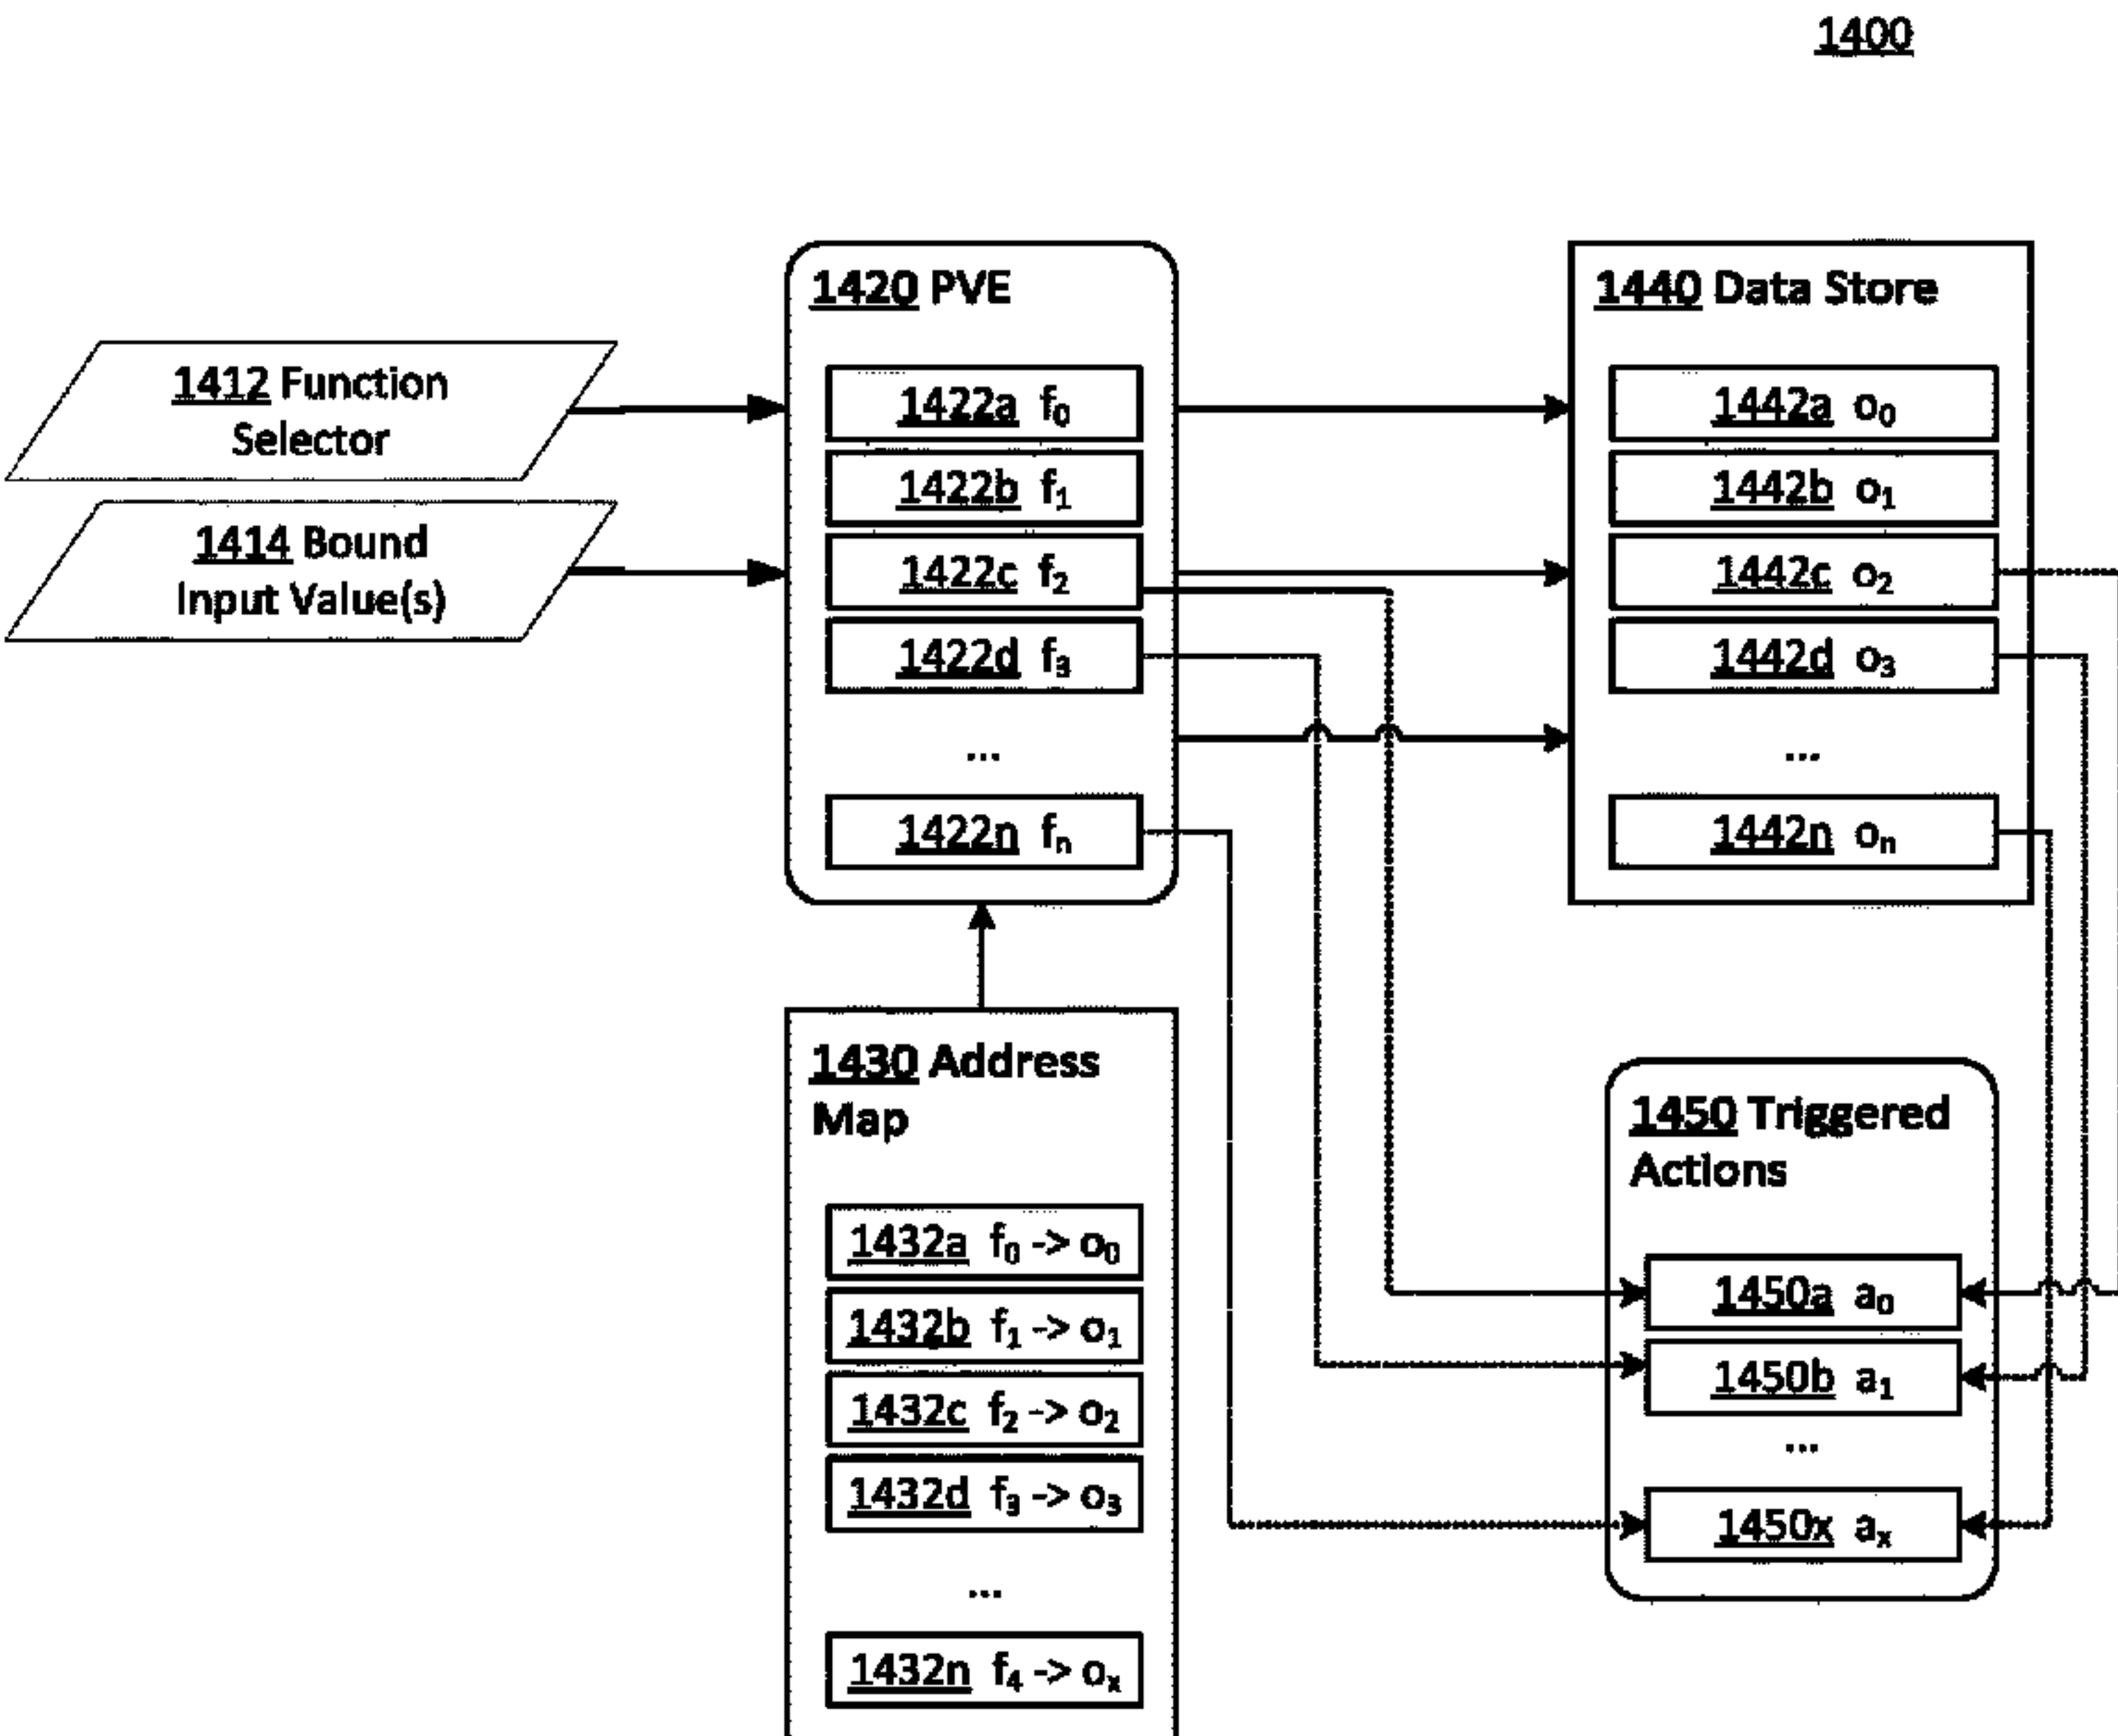 1400
1412 Function
Selector
1414 Bound
Input Value(s)
1420 PVE
1422a f₀
1422b f₁
1422c f₂
1422d f₃
...
1422n fₙ
1440 Data Store
1442a o₀
1442b o₁
1442c o₂
1442d o₃
...
1442n oₙ
1430 Address
Map
1432a f₀ -> o₀
1432b f₁ -> o₁
1432c f₂ -> o₂
1432d f₃ -> o₃
...
1432n f₄ -> oₓ
1450 Triggered
Actions
1450a a₀
1450b a₁
...
1450x aₓ